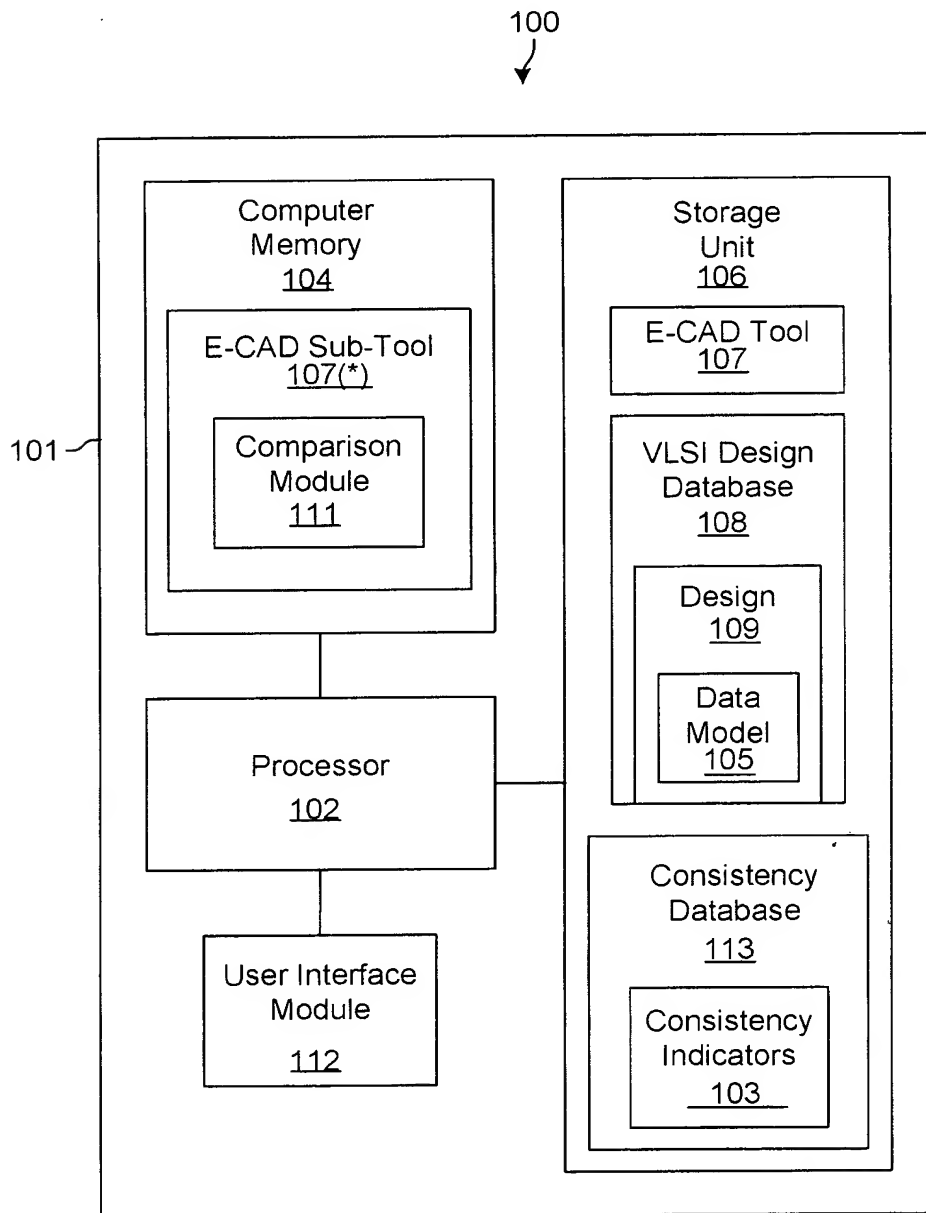 100
101
Computer
Memory
104
E-CAD Sub-Tool
107(*)
Comparison
Module
111
Processor
102
User Interface
Module
112
Storage
Unit
106
E-CAD Tool
107
VLSI Design
Database
108
Design
109
Data
Model
105
Consistency
Database
113
Consistency
Indicators
103